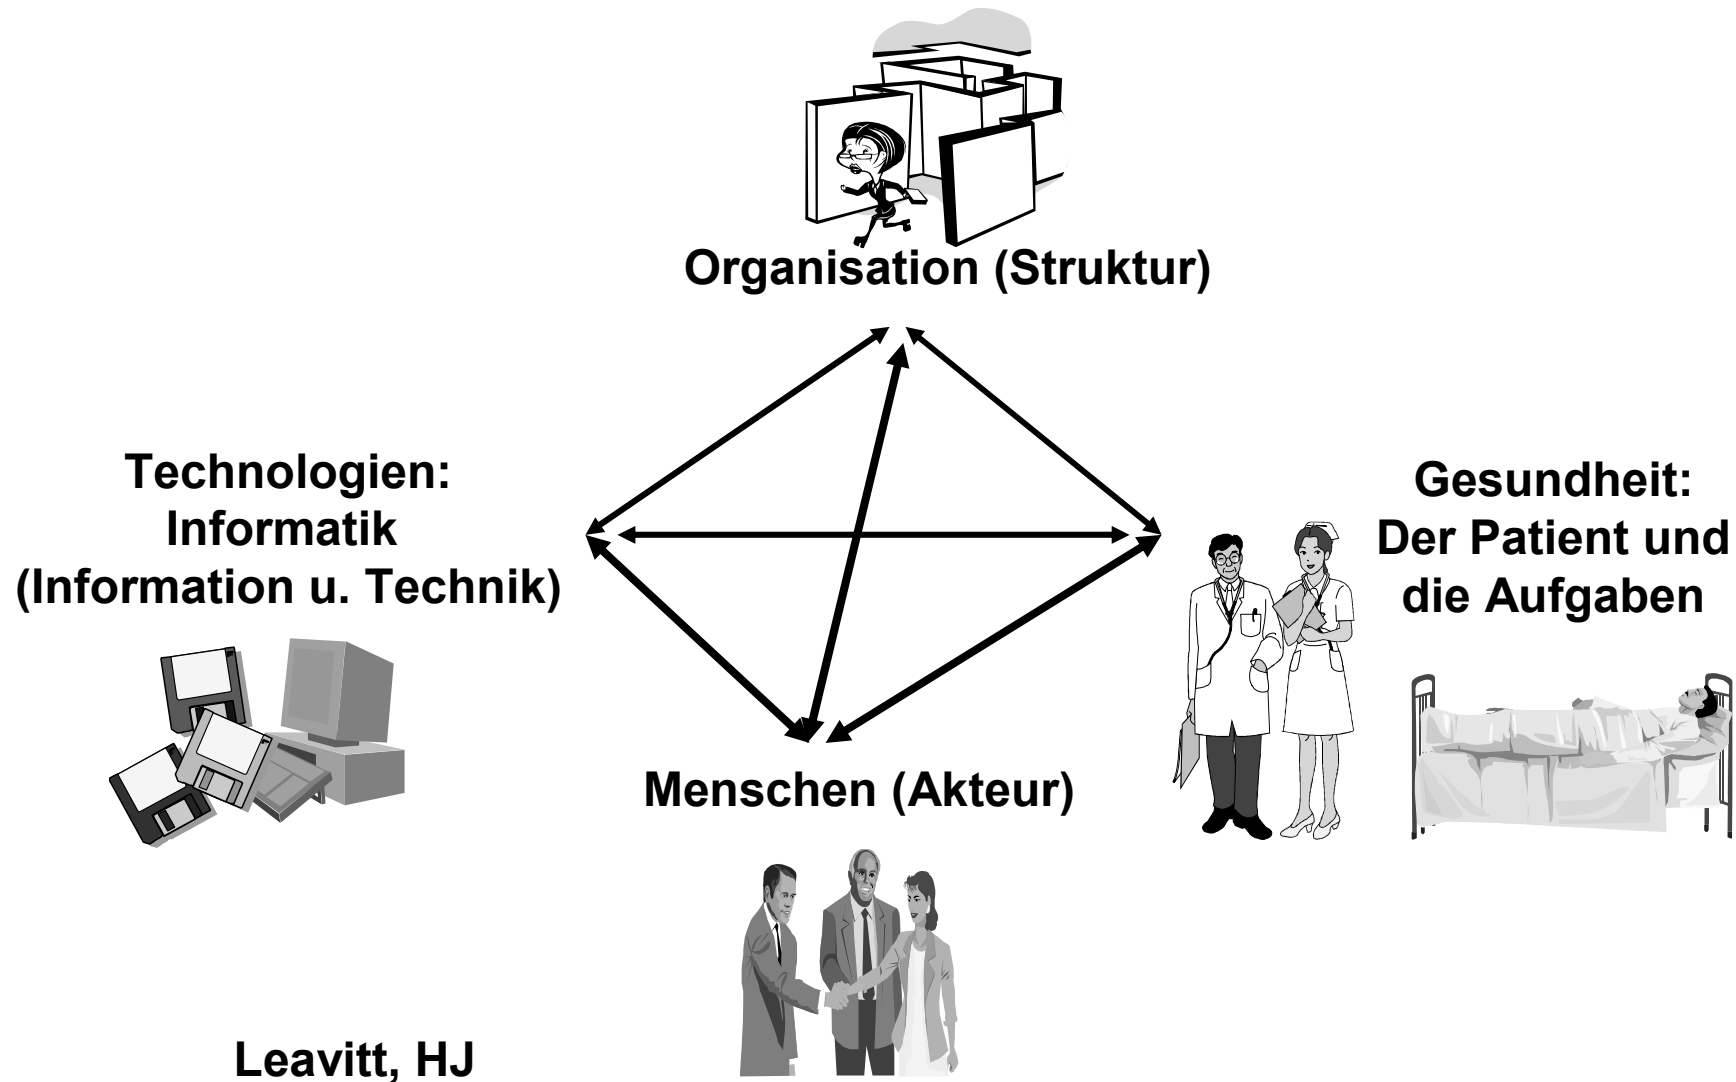 Organisation (Struktur)
Technologien:
Informatik
(Information u. Technik)
Gesundheit:
Der Patient und
die Aufgaben
Menschen (Akteur)
Leavitt, HJ